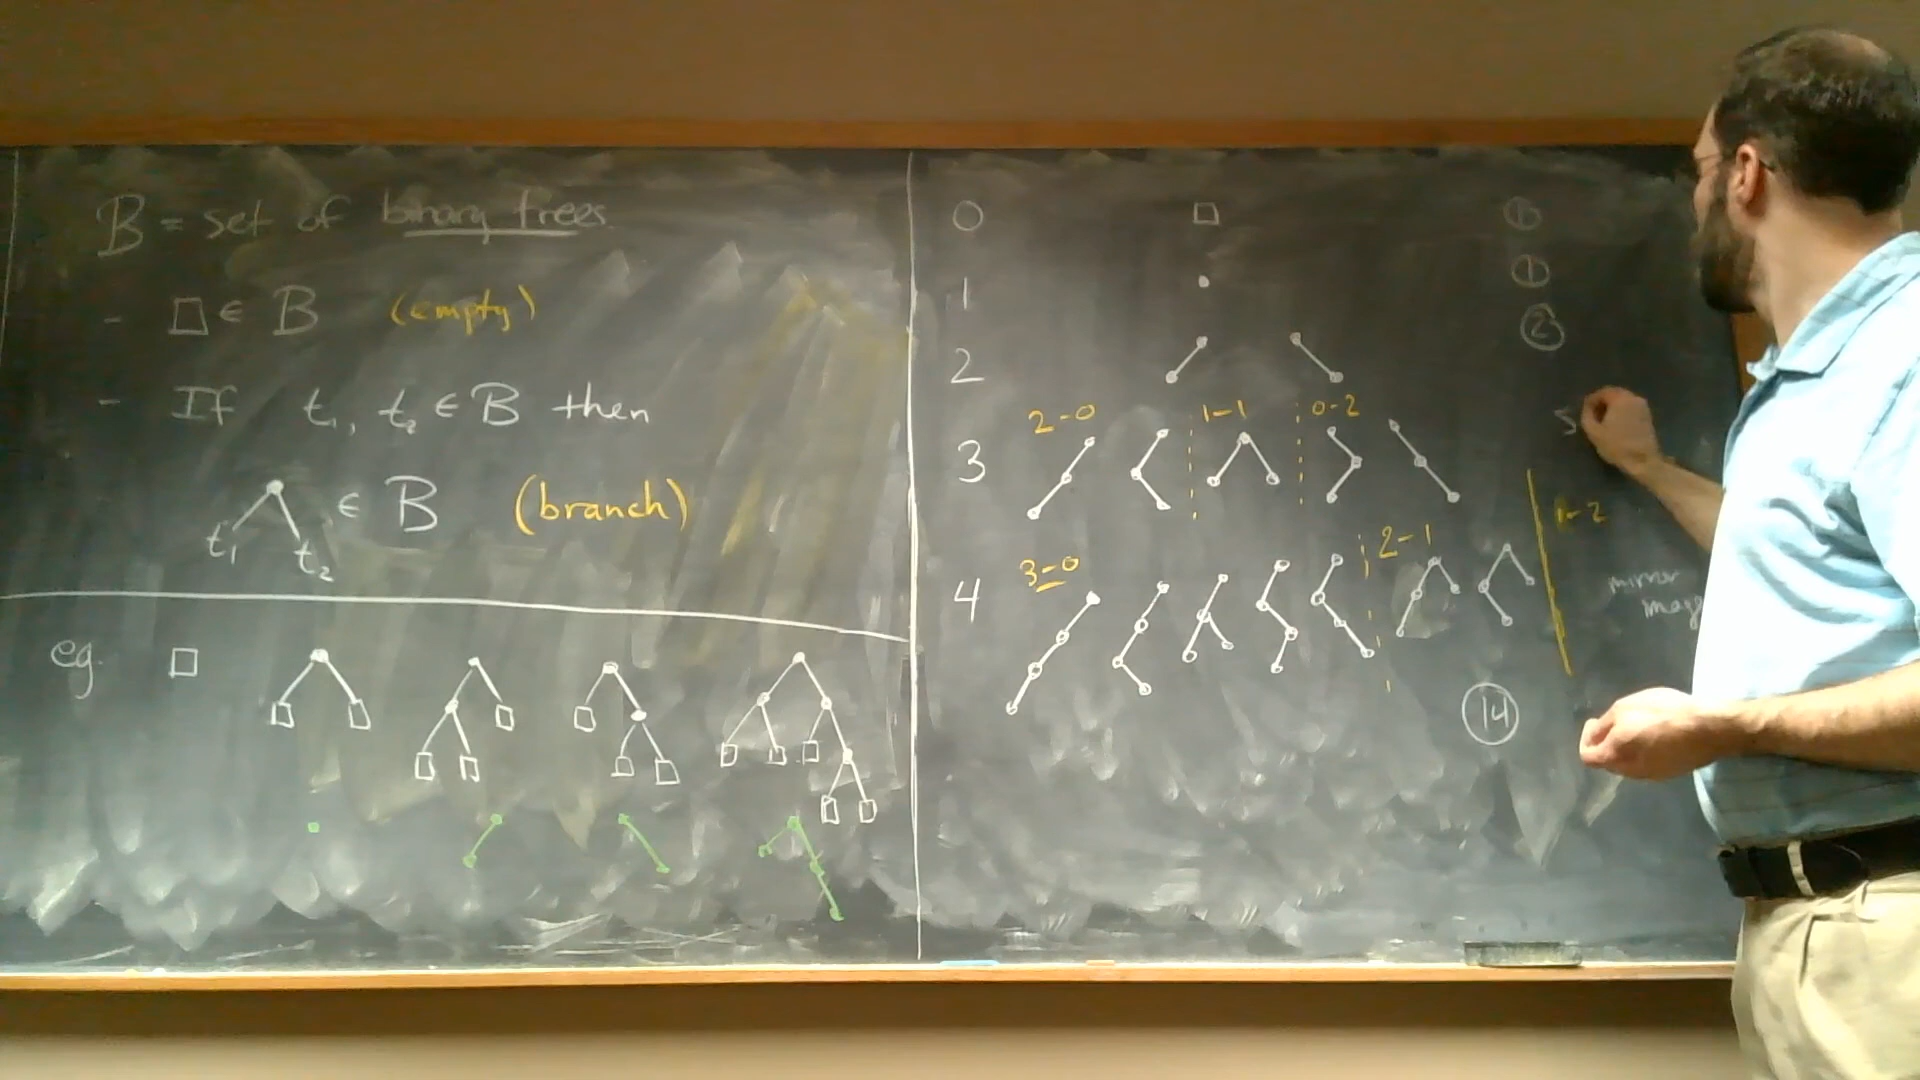 B = set of binary trees.
- □ ∈ B (empty)
- If t₁, t₂ ∈ B then
t₁ t₂ ∈ B (branch)
eg. □
0 □ ①
1 ①
2 ②
2-0 1-1 0-2
3 5
3-0 2-1 1-2
4
mirror
image
⑭